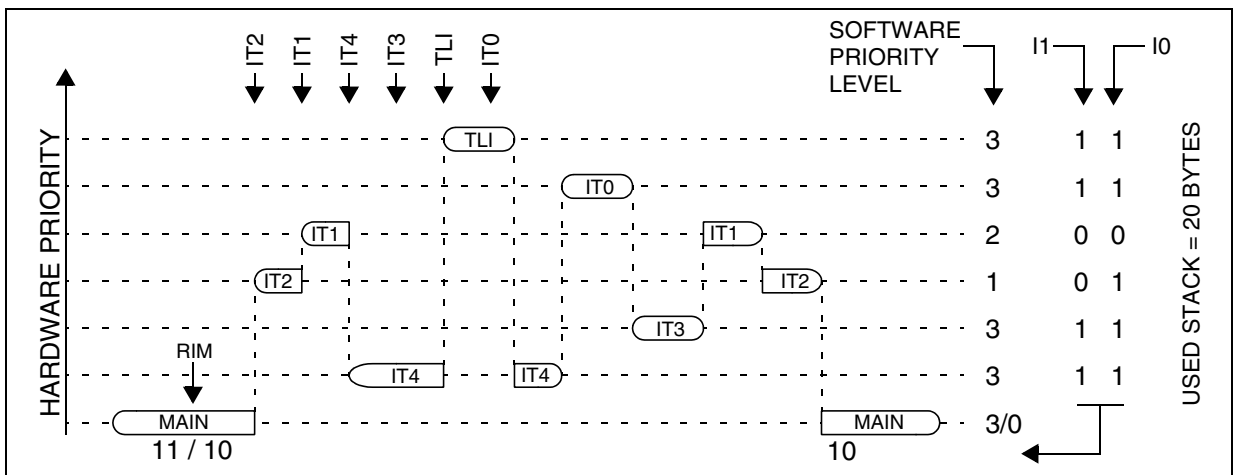 IT2
IT1
IT4
IT3
TLI
IT0
SOFTWARE
PRIORITY
LEVEL
I1
I0
HARDWARE PRIORITY
TLI
3
1 1
IT0
3
1 1
IT1
IT1
2
0 0
IT2
IT2
1
0 1
IT3
3
1 1
RIM
IT4
IT4
3
1 1
MAIN
MAIN
3/0
11 / 10
10
USED STACK = 20 BYTES